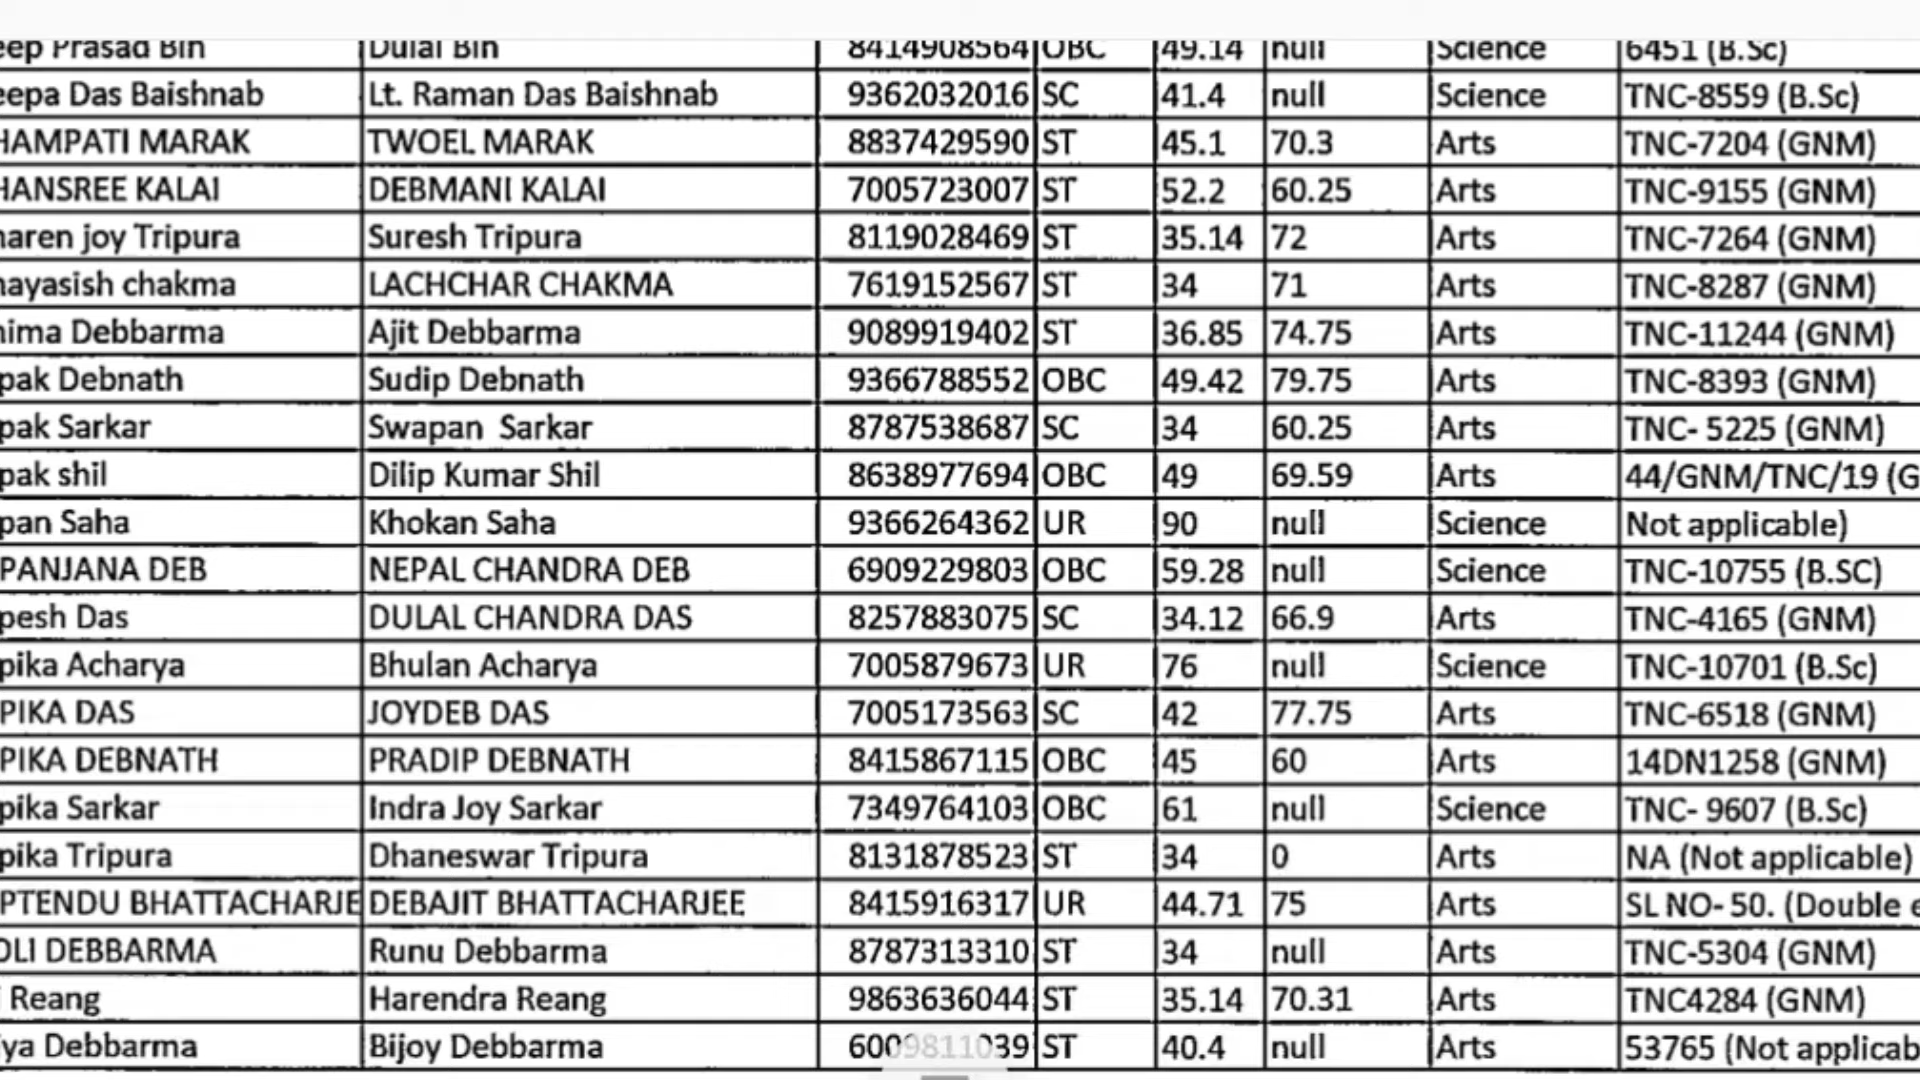 eep Prasad Bin Dulal Bin 8414908564 OBC 49.14 null Science 6451 (B.Sc)
eepa Das Baishnab Lt. Raman Das Baishnab 9362032016 SC 41.4 null Science TNC-8559 (B.Sc)
HAMPATI MARAK TWOEL MARAK 8837429590 ST 45.1 70.3 Arts TNC-7204 (GNM)
HANSREE KALAI DEBMANI KALAI 7005723007 ST 52.2 60.25 Arts TNC-9155 (GNM)
haren joy Tripura Suresh Tripura 8119028469 ST 35.14 72 Arts TNC-7264 (GNM)
hayasish chakma LACHCHAR CHAKMA 7619152567 ST 34 71 Arts TNC-8287 (GNM)
nima Debbarma Ajit Debbarma 9089919402 ST 36.85 74.75 Arts TNC-11244 (GNM)
pak Debnath Sudip Debnath 9366788552 OBC 49.42 79.75 Arts TNC-8393 (GNM)
pak Sarkar Swapan Sarkar 8787538687 SC 34 60.25 Arts TNC- 5225 (GNM)
pak shil Dilip Kumar Shil 8638977694 OBC 49 69.59 Arts 44/GNM/TNC/19 (G
pan Saha Khokan Saha 9366264362 UR 90 null Science Not applicable)
PANJANA DEB NEPAL CHANDRA DEB 6909229803 OBC 59.28 null Science TNC-10755 (B.SC)
pesh Das DULAL CHANDRA DAS 8257883075 SC 34.12 66.9 Arts TNC-4165 (GNM)
pika Acharya Bhulan Acharya 7005879673 UR 76 null Science TNC-10701 (B.Sc)
PIKA DAS JOYDEB DAS 7005173563 SC 42 77.75 Arts TNC-6518 (GNM)
PIKA DEBNATH PRADIP DEBNATH 8415867115 OBC 45 60 Arts 14DN1258 (GNM)
pika Sarkar Indra Joy Sarkar 7349764103 OBC 61 null Science TNC- 9607 (B.Sc)
pika Tripura Dhaneswar Tripura 8131878523 ST 34 0 Arts NA (Not applicable)
PTENDU BHATTACHARJE DEBAJIT BHATTACHARJEE 8415916317 UR 44.71 75 Arts SL NO- 50. (Double e
OLI DEBBARMA Runu Debbarma 8787313310 ST 34 null Arts TNC-5304 (GNM)
Reang Harendra Reang 9863636044 ST 35.14 70.31 Arts TNC4284 (GNM)
ya Debbarma Bijoy Debbarma 6009811039 ST 40.4 null Arts 53765 (Not applicab